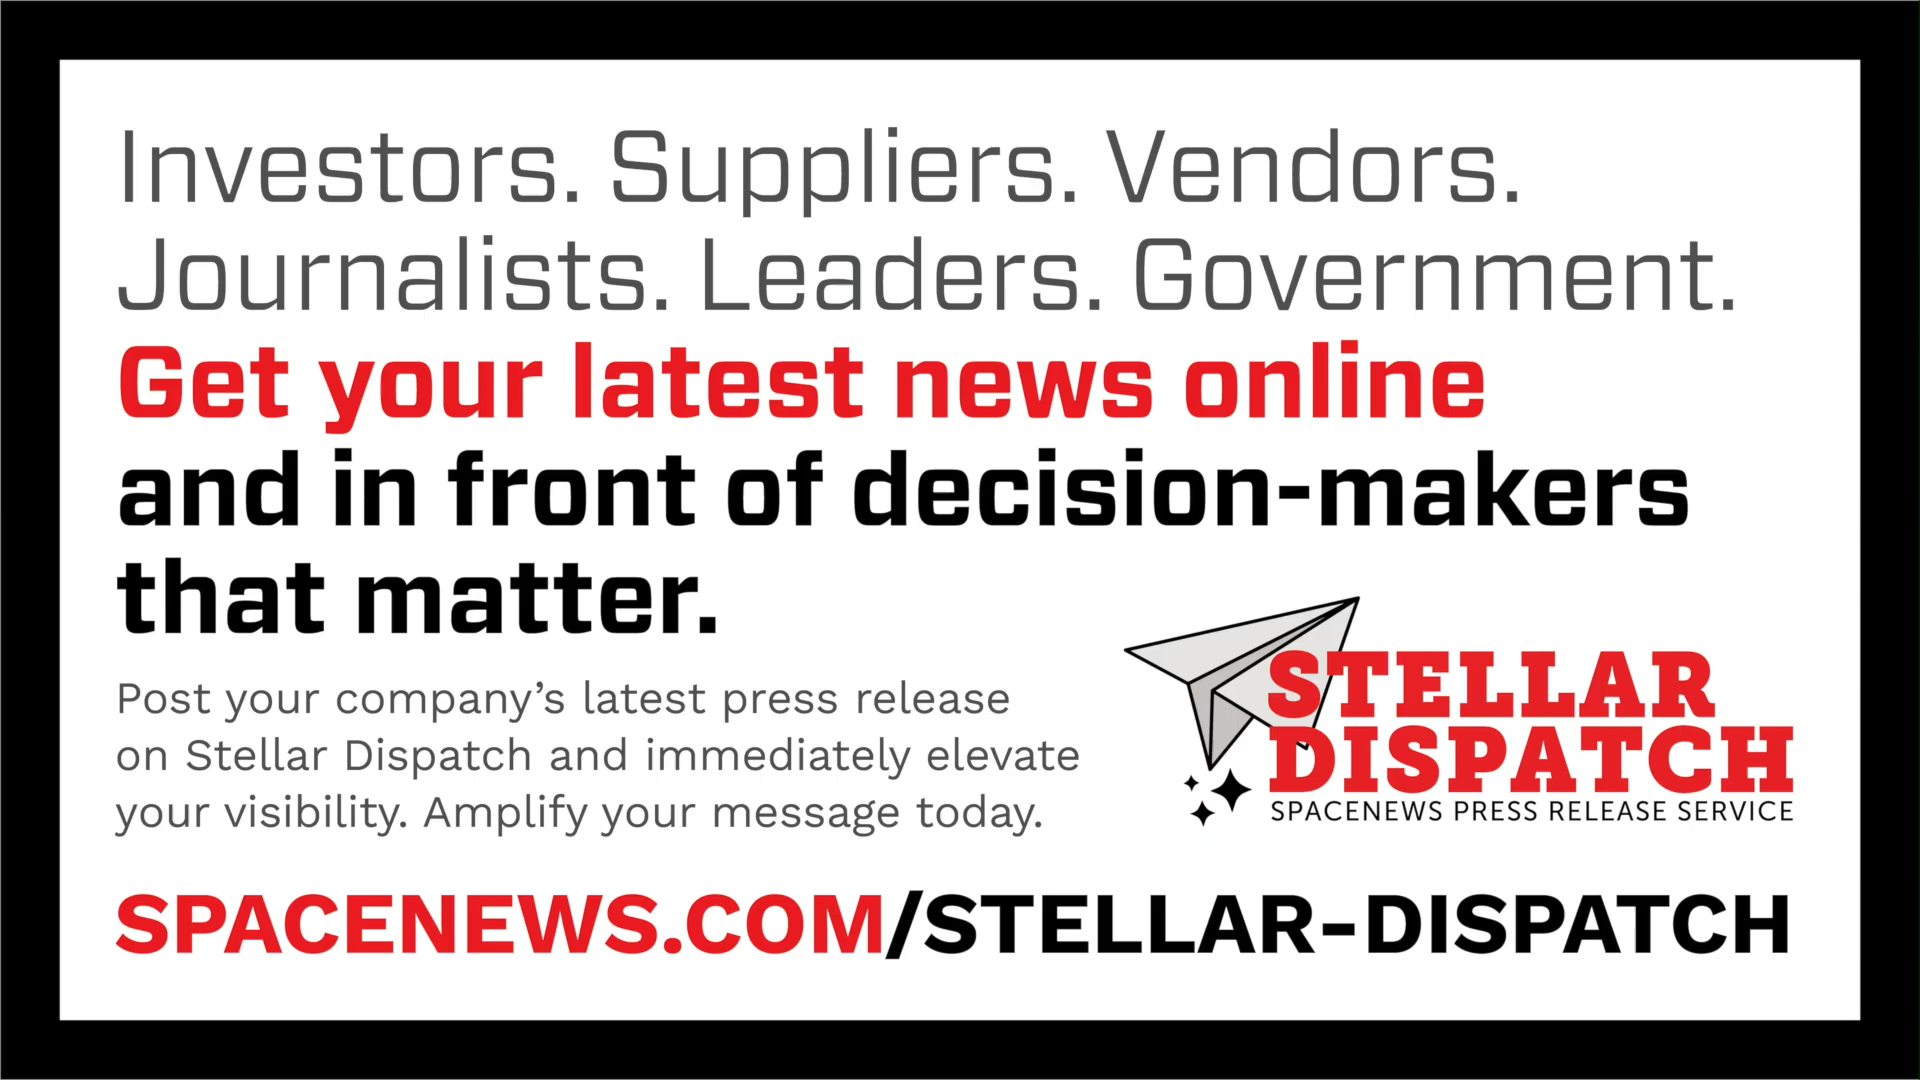 Investors. Suppliers. Vendors.
Journalists. Leaders. Government.
Get your latest news online
and in front of decision-makers
that matter.
Post your company’s latest press release
on Stellar Dispatch and immediately elevate
your visibility. Amplify your message today.
STELLAR
DISPATCH
SPACENEWS PRESS RELEASE SERVICE
SPACENEWS.COM/STELLAR-DISPATCH